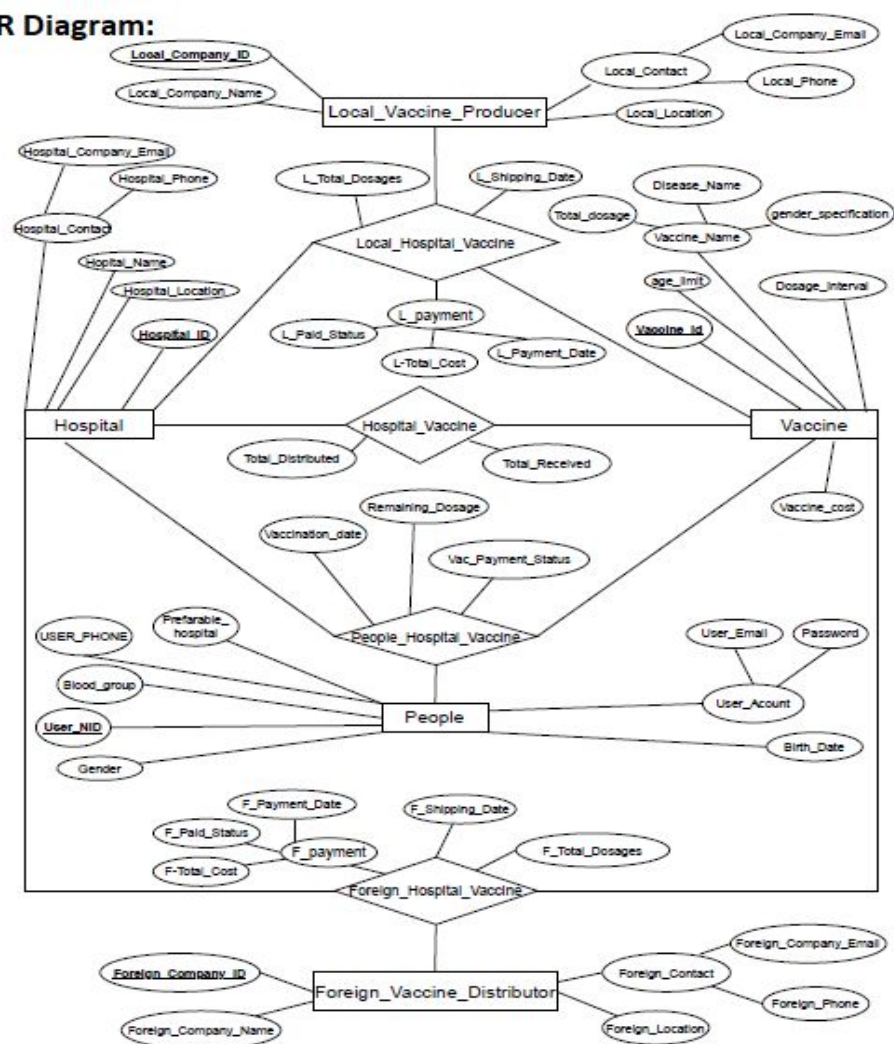 R Diagram:
Local_Company_ID
Local_Company_Name
Local_Company_Email
Local_Contact
Local_Phone
Local_Vaccine_Producer
Local_Location
Hospital_Company_Email
Hospital_Phone
Hospital_Contact
L_Total_Dosages
L_Shipping_Date
Disease_Name
Total_dosage
gender_specification
Vaccine_Name
Local_Hospital_Vaccine
Hopital_Name
Hospital_Location
Hospital_ID
age_limit
Dosage_Interval
L_payment
L_Paid_Status
L-Total_Cost
L_Payment_Date
Vaccine_Id
Hospital
Hospital_Vaccine
Vaccine
Total_Distributed
Total_Received
Vaccine_cost
Remaining_Dosage
Vaccination_date
Vac_Payment_Status
People_Hospital_Vaccine
Prefarable_
hospital
USER_PHONE
Blood_group
User_NID
Gender
People
User_Email
Password
User_Acount
Birth_Date
F_Payment_Date
F_Shipping_Date
F_Paid_Status
F_payment
F-Total_Cost
F_Total_Dosages
Foreign_Hospital_Vaccine
Foreign_Company_ID
Foreign_Company_Name
Foreign_Vaccine_Distributor
Foreign_Company_Email
Foreign_Contact
Foreign_Phone
Foreign_Location